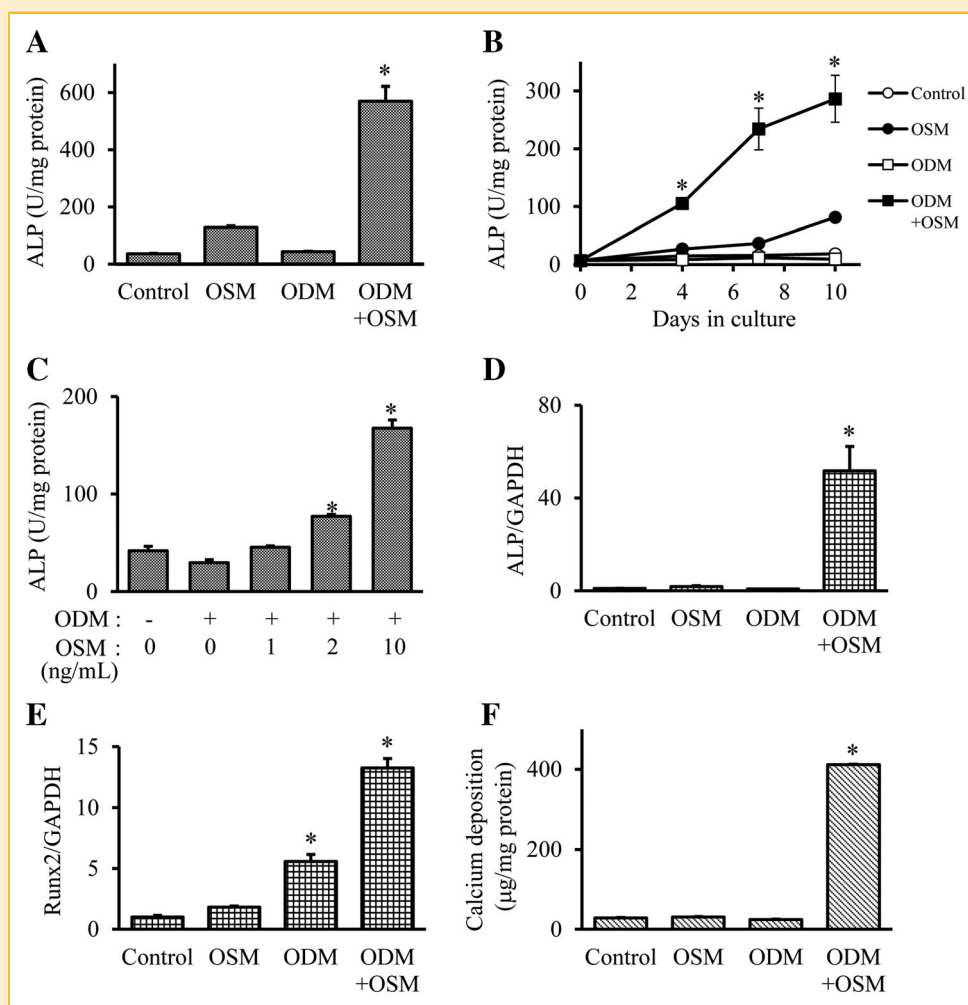 A
ALP (U/mg protein)
600
400
200
0
*
Control OSM ODM ODM
+OSM
B
ALP (U/mg protein)
300
200
100
0
* * *
0 2 4 6 8 10
Days in culture
Control
OSM
ODM
ODM
+OSM
C
ALP (U/mg protein)
200
100
0
* *
ODM : - + + + +
OSM : 0 0 1 2 10
(ng/mL)
D
ALP/GAPDH
80
40
0
*
Control OSM ODM ODM
+OSM
E
Runx2/GAPDH
15
10
5
0
* *
Control OSM ODM ODM
+OSM
F
Calcium deposition
(μg/mg protein)
400
200
0
*
Control OSM ODM ODM
+OSM